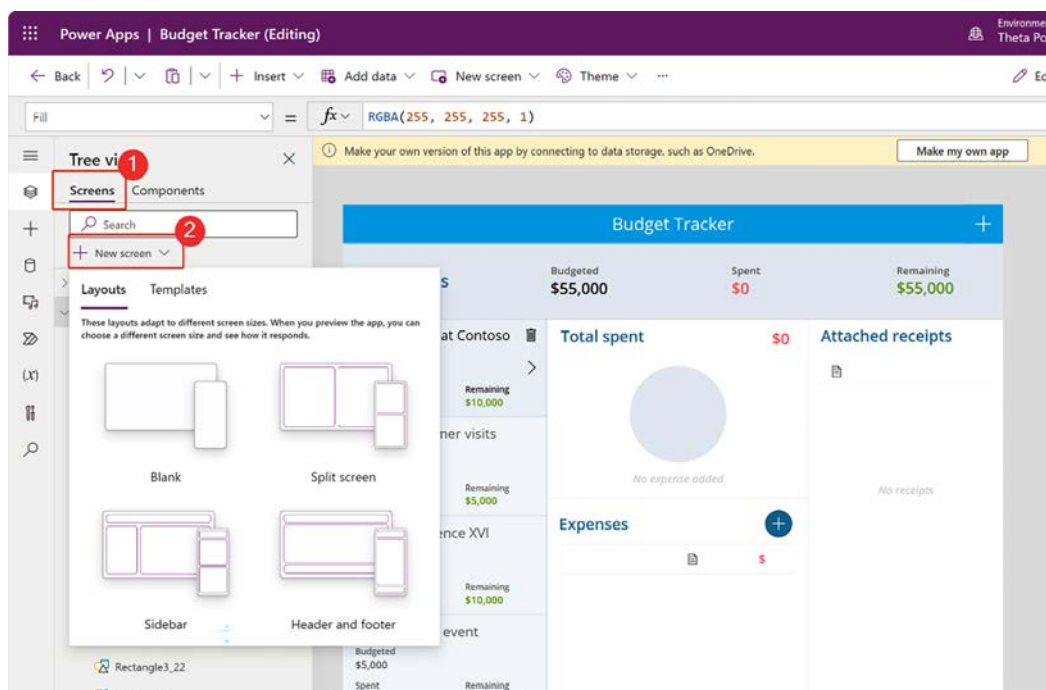 Power Apps | Budget Tracker (Editing)
Environme
Theta Po
Back
Insert
Add data
New screen
Theme
...
Ed
Fill
=
fx
RGBA(255, 255, 255, 1)
Tree vi
1
Make your own version of this app by connecting to data storage, such as OneDrive.
Make my own app
Screens
Components
Search
2
New screen
Budget Tracker
Layouts
Templates
These layouts adapt to different screen sizes. When you preview the app, you can
choose a different screen size and see how it responds.
Blank
Split screen
Sidebar
Header and footer
s
Budgeted
$55,000
Spent
$0
Remaining
$55,000
at Contoso
Remaining
$10,000
ner visits
Remaining
$5,000
ence XVI
Remaining
$10,000
event
Budgeted
$5,000
Spent
Remaining
Total spent
$0
No expense added
Expenses
$
Attached receipts
No receipts
(x)
Rectangle3_22